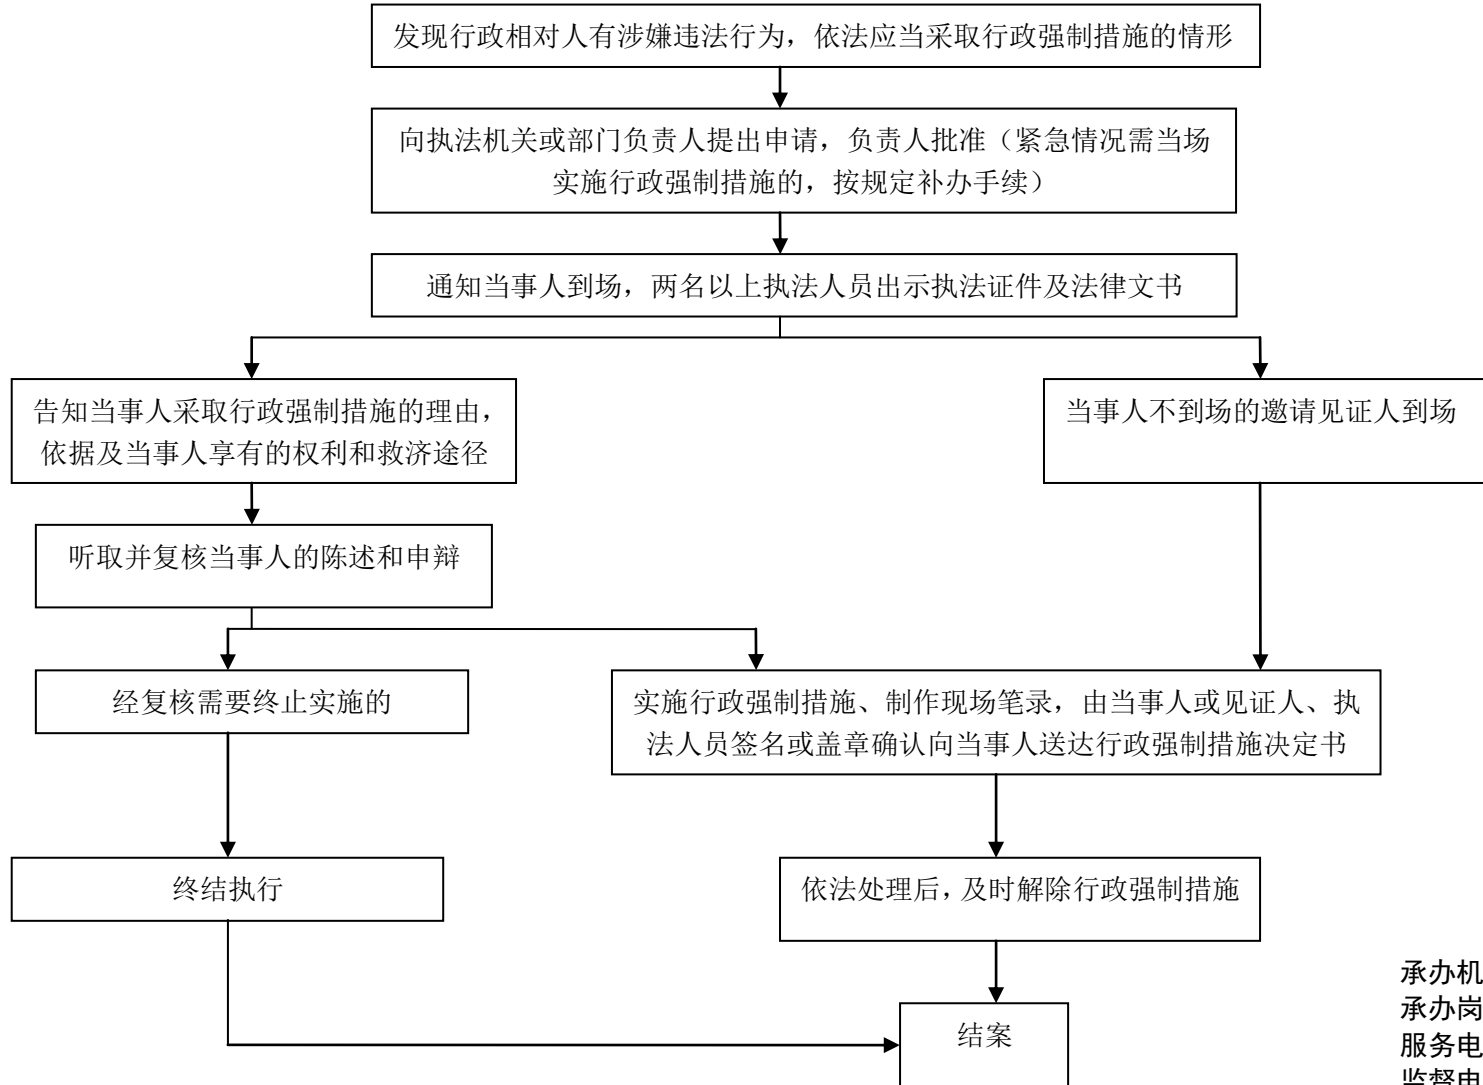 发现行政相对人有涉嫌违法行为，依法应当采取行政强制措施的情形
向执法机关或部门负责人提出申请，负责人批准（紧急情况需当场
实施行政强制措施的，按规定补办手续）
通知当事人到场，两名以上执法人员出示执法证件及法律文书
告知当事人采取行政强制措施的理由，
依据及当事人享有的权利和救济途径
当事人不到场的邀请见证人到场
听取并复核当事人的陈述和申辩
经复核需要终止实施的
实施行政强制措施、制作现场笔录，由当事人或见证人、执
法人员签名或盖章确认向当事人送达行政强制措施决定书
终结执行
依法处理后，及时解除行政强制措施
结案
承办机
承办岗
服务电
监督电